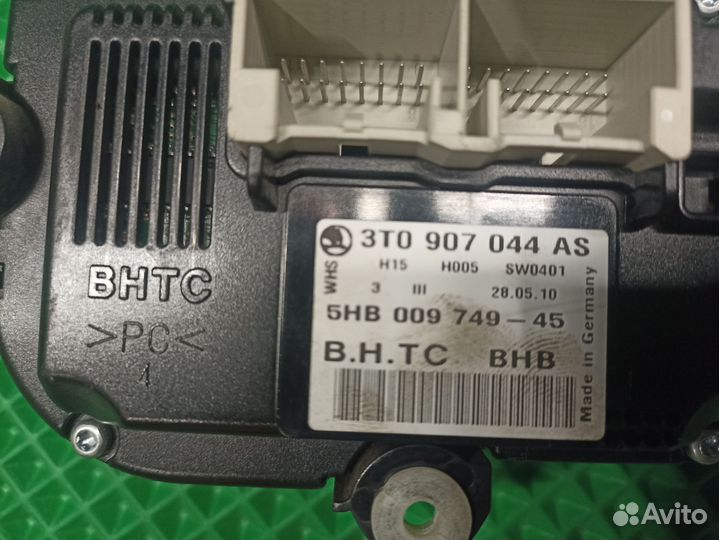 BHTC
>PC<
4
3T0 907 044 AS
WHS
H15 H005 SW0401
3 III 28.05.10
5HB 009 749-45
B.H.TC BHB
Made in Germany
Avito